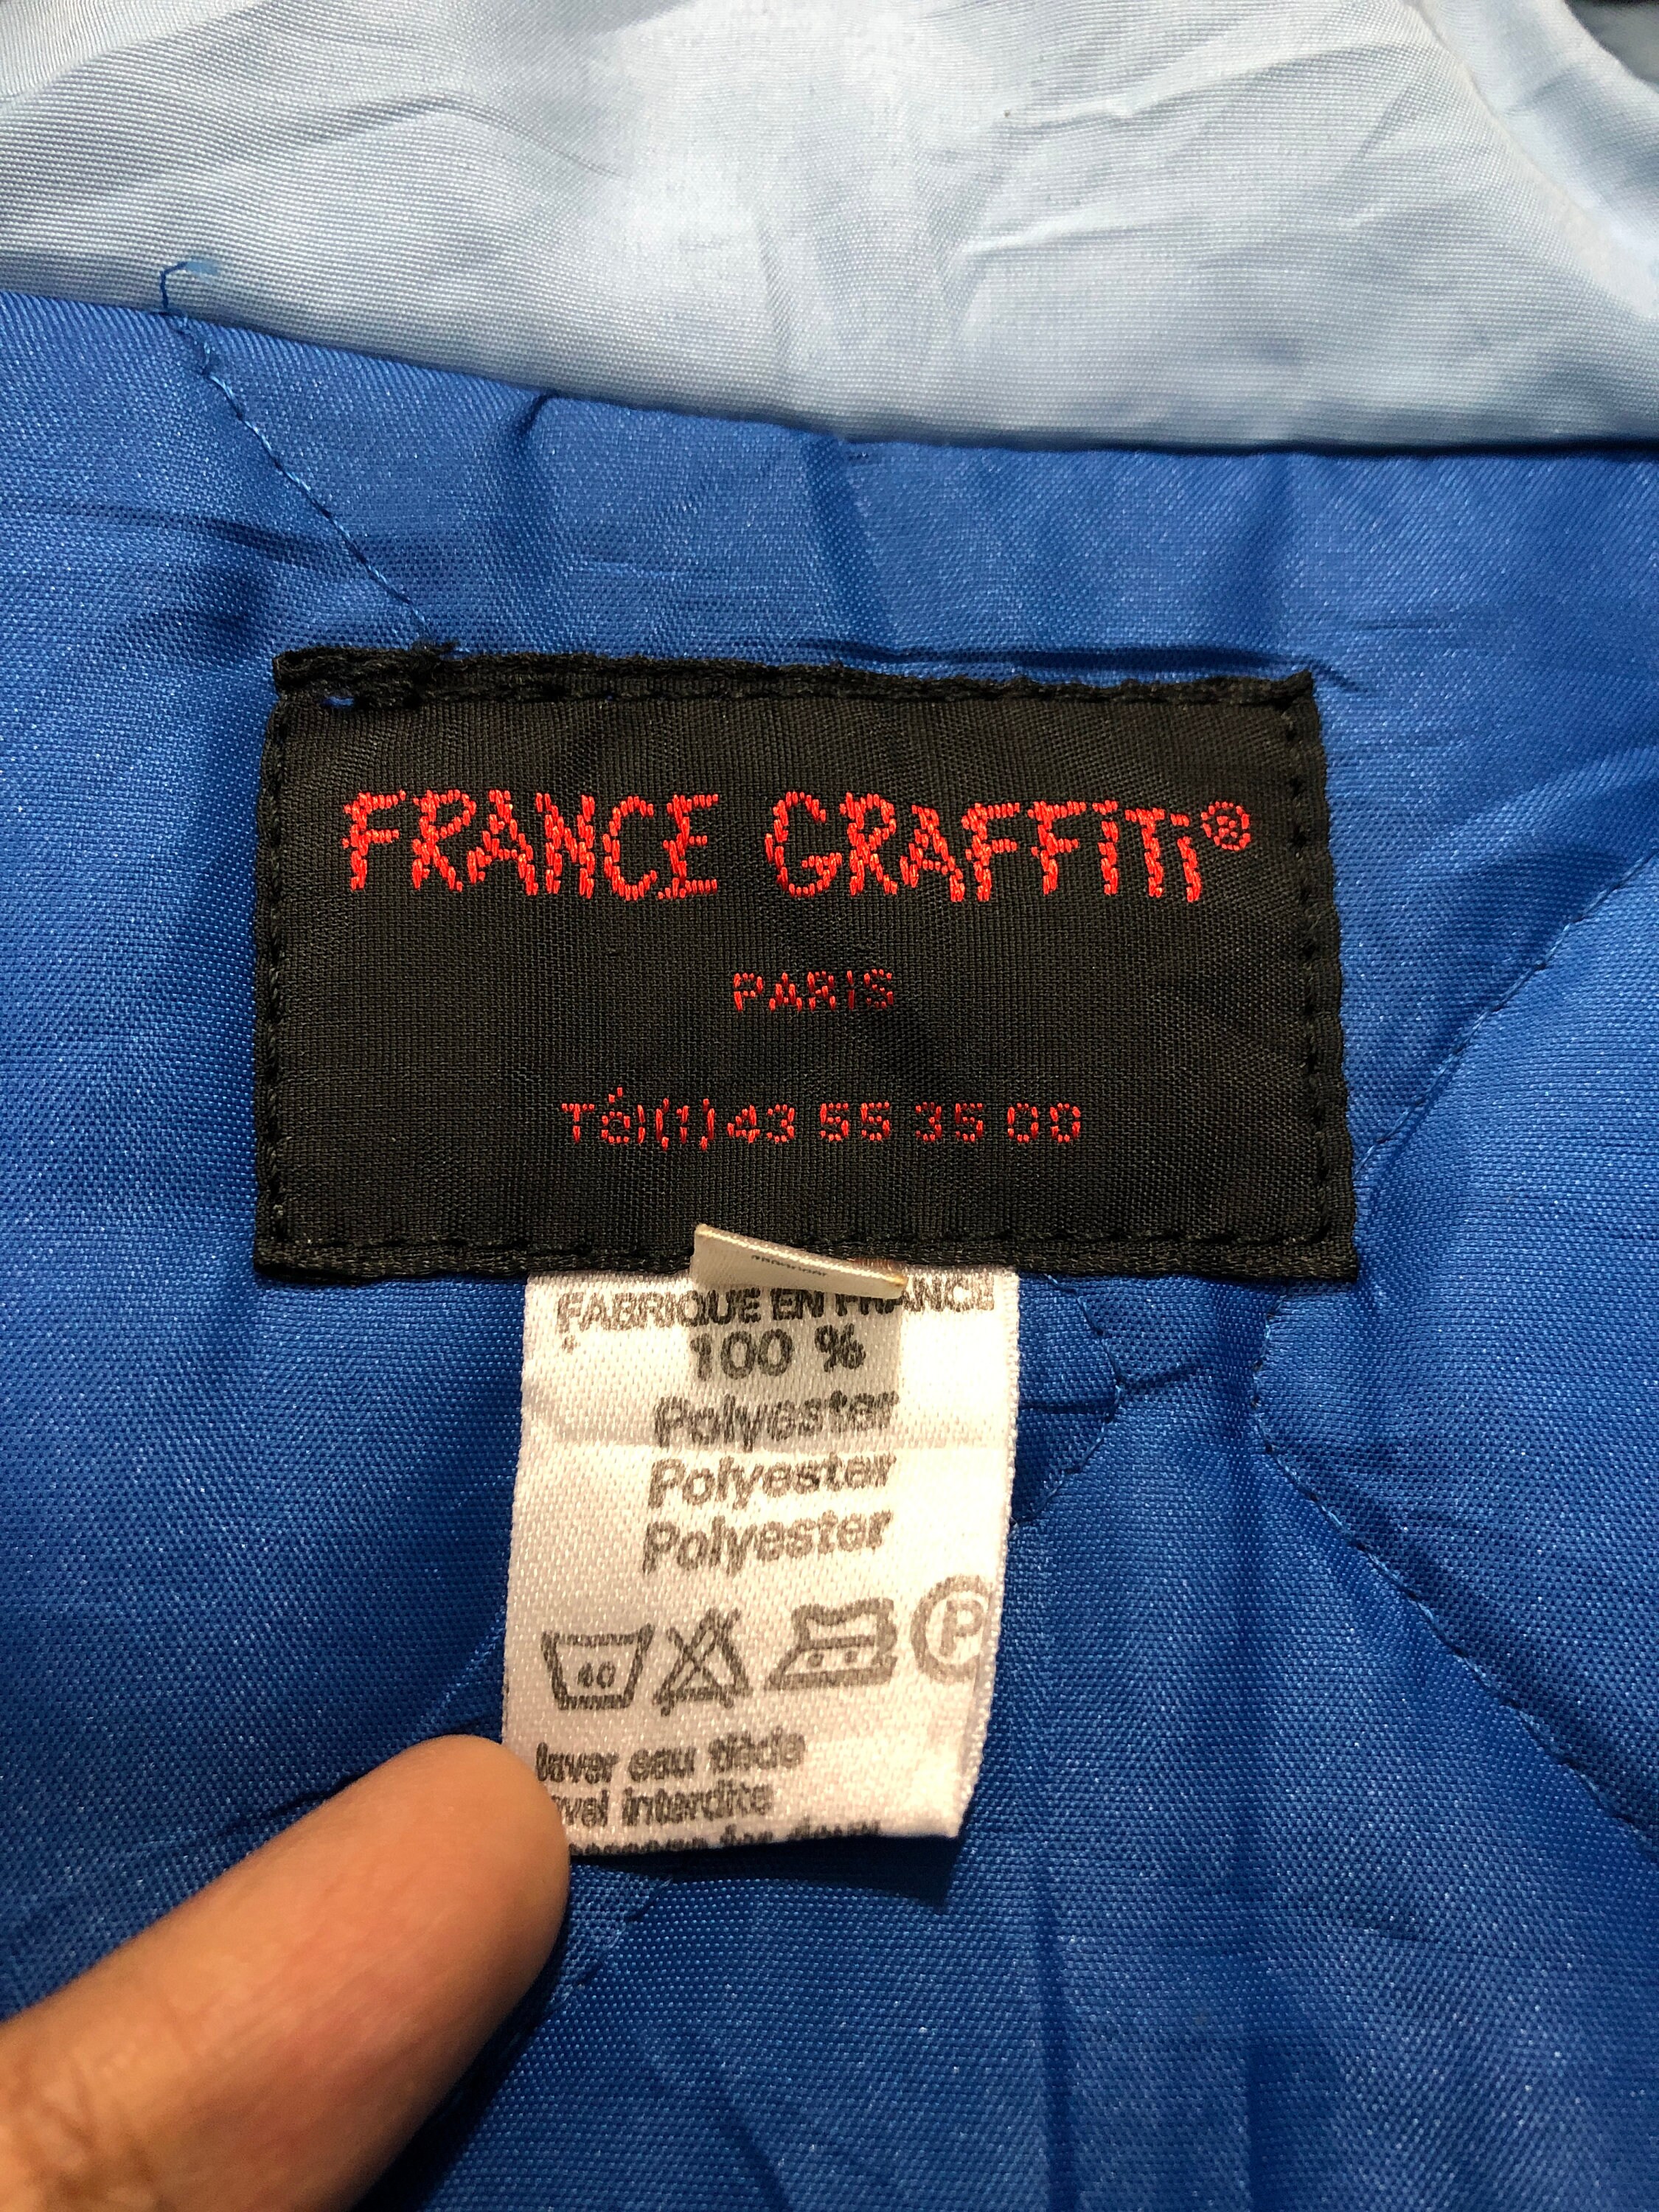 FRANCE GRAFFiTi®
PARIS
Tél(1)43 55 35 00
FABRIQUE EN FRANCE
100 %
Polyester
Polyester
Polyester
40
P
laver eau tiède
interdite